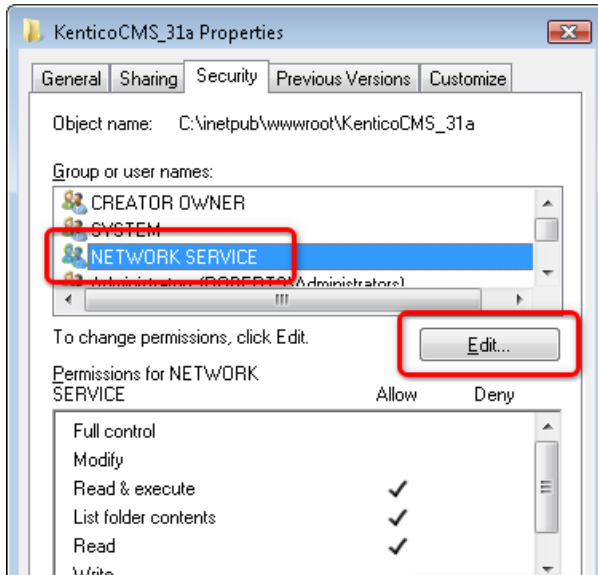 KenticoCMS_31a Properties
General Sharing Security Previous Versions Customize
Object name: C:\inetpub\wwwroot\KenticoCMS_31a
Group or user names:
CREATOR OWNER
SYSTEM
NETWORK SERVICE
To change permissions, click Edit.
Edit...
Permissions for NETWORK
SERVICE Allow Deny
Full control
Modify
Read & execute
List folder contents
Read
Write